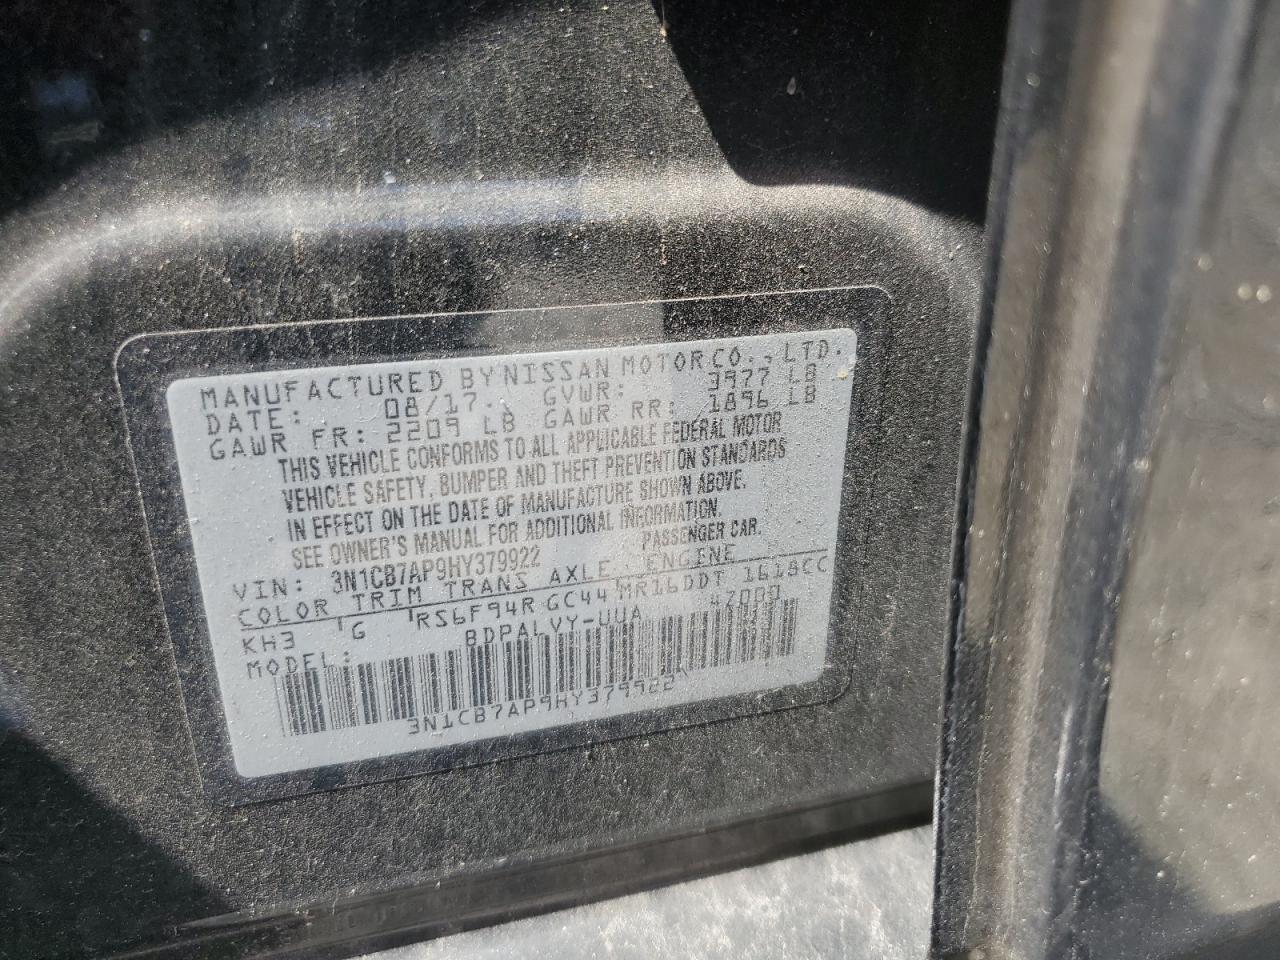 MANUFACTURED BY NISSAN MOTOR CO., LTD.
DATE: 08/17 GVWR: 3977 LB
GAWR FR: 2209 LB GAWR RR: 1896 LB
THIS VEHICLE CONFORMS TO ALL APPLICABLE FEDERAL MOTOR
VEHICLE SAFETY, BUMPER AND THEFT PREVENTION STANDARDS
IN EFFECT ON THE DATE OF MANUFACTURE SHOWN ABOVE.
SEE OWNER'S MANUAL FOR ADDITIONAL INFORMATION.
VIN: 3N1CB7AP9HY379922 PASSENGER CAR.
COLOR TRIM TRANS AXLE ENGINE
KH3 G RS6F94R GC44 MR16DDT 1618CC
MODEL: BDPALVY-UUA 47000
3N1CB7AP9HY379922